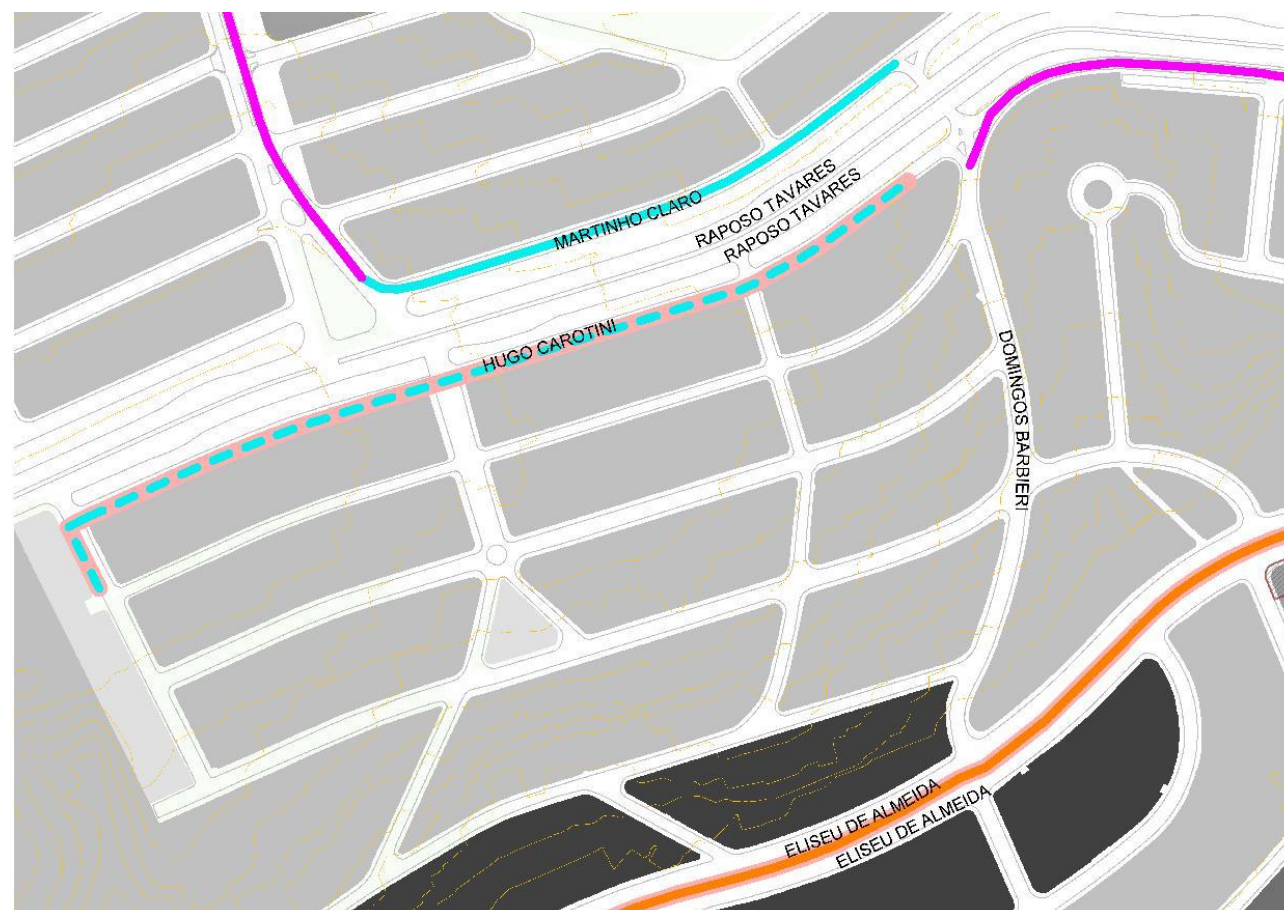 MARTINHO CLARO
RAPOSO TAVARES
RAPOSO TAVARES
HUGO CAROTINI
DOMINGOS BARBIERI
ELISEU DE ALMEIDA
ELISEU DE ALMEIDA